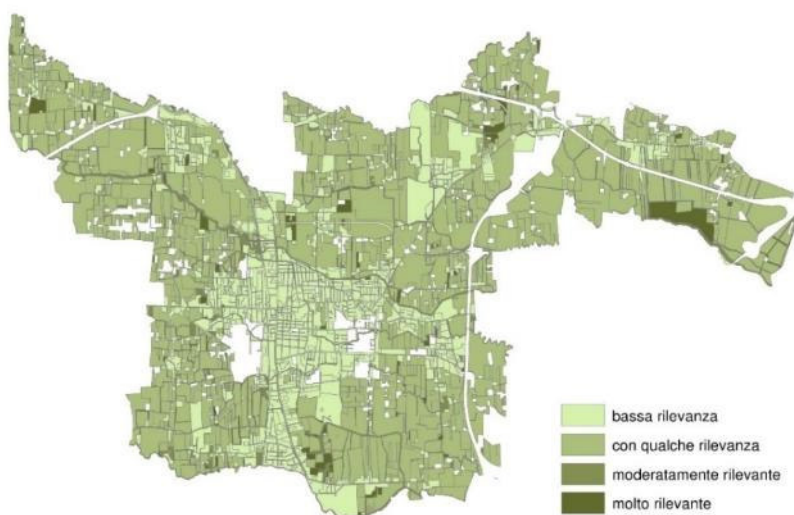 bassa rilevanza
con qualche rilevanza
moderatamente rilevante
molto rilevante